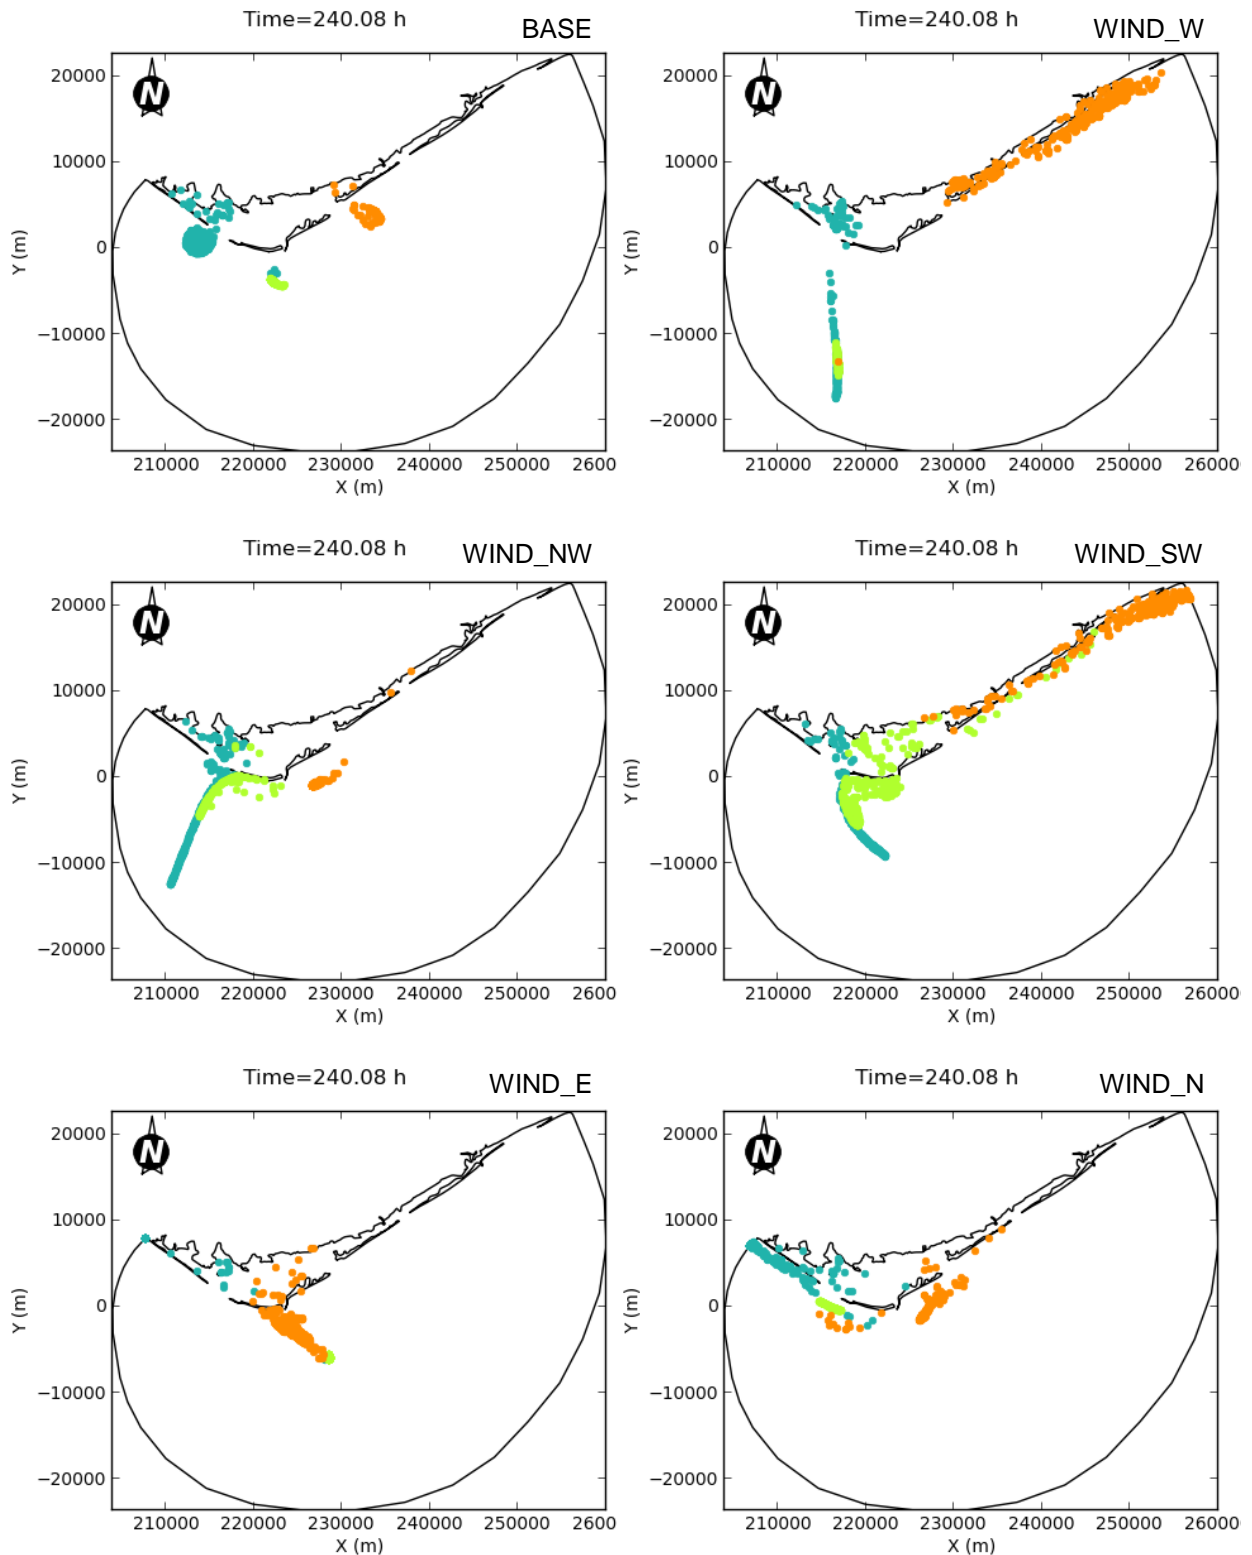 Time=240.08 h BASE
N
20000
10000
0
−10000
−20000
Y (m)
210000 220000 230000 240000 250000 2600
X (m)
Time=240.08 h WIND_W
N
20000
10000
0
−10000
−20000
Y (m)
210000 220000 230000 240000 250000 26000
X (m)
Time=240.08 h WIND_NW
N
20000
10000
0
−10000
−20000
Y (m)
210000 220000 230000 240000 250000 2600
X (m)
Time=240.08 h WIND_SW
N
20000
10000
0
−10000
−20000
Y (m)
210000 220000 230000 240000 250000 26000
X (m)
Time=240.08 h WIND_E
N
20000
10000
0
−10000
−20000
Y (m)
210000 220000 230000 240000 250000 2600
X (m)
Time=240.08 h WIND_N
N
20000
10000
0
−10000
−20000
Y (m)
210000 220000 230000 240000 250000 26000
X (m)